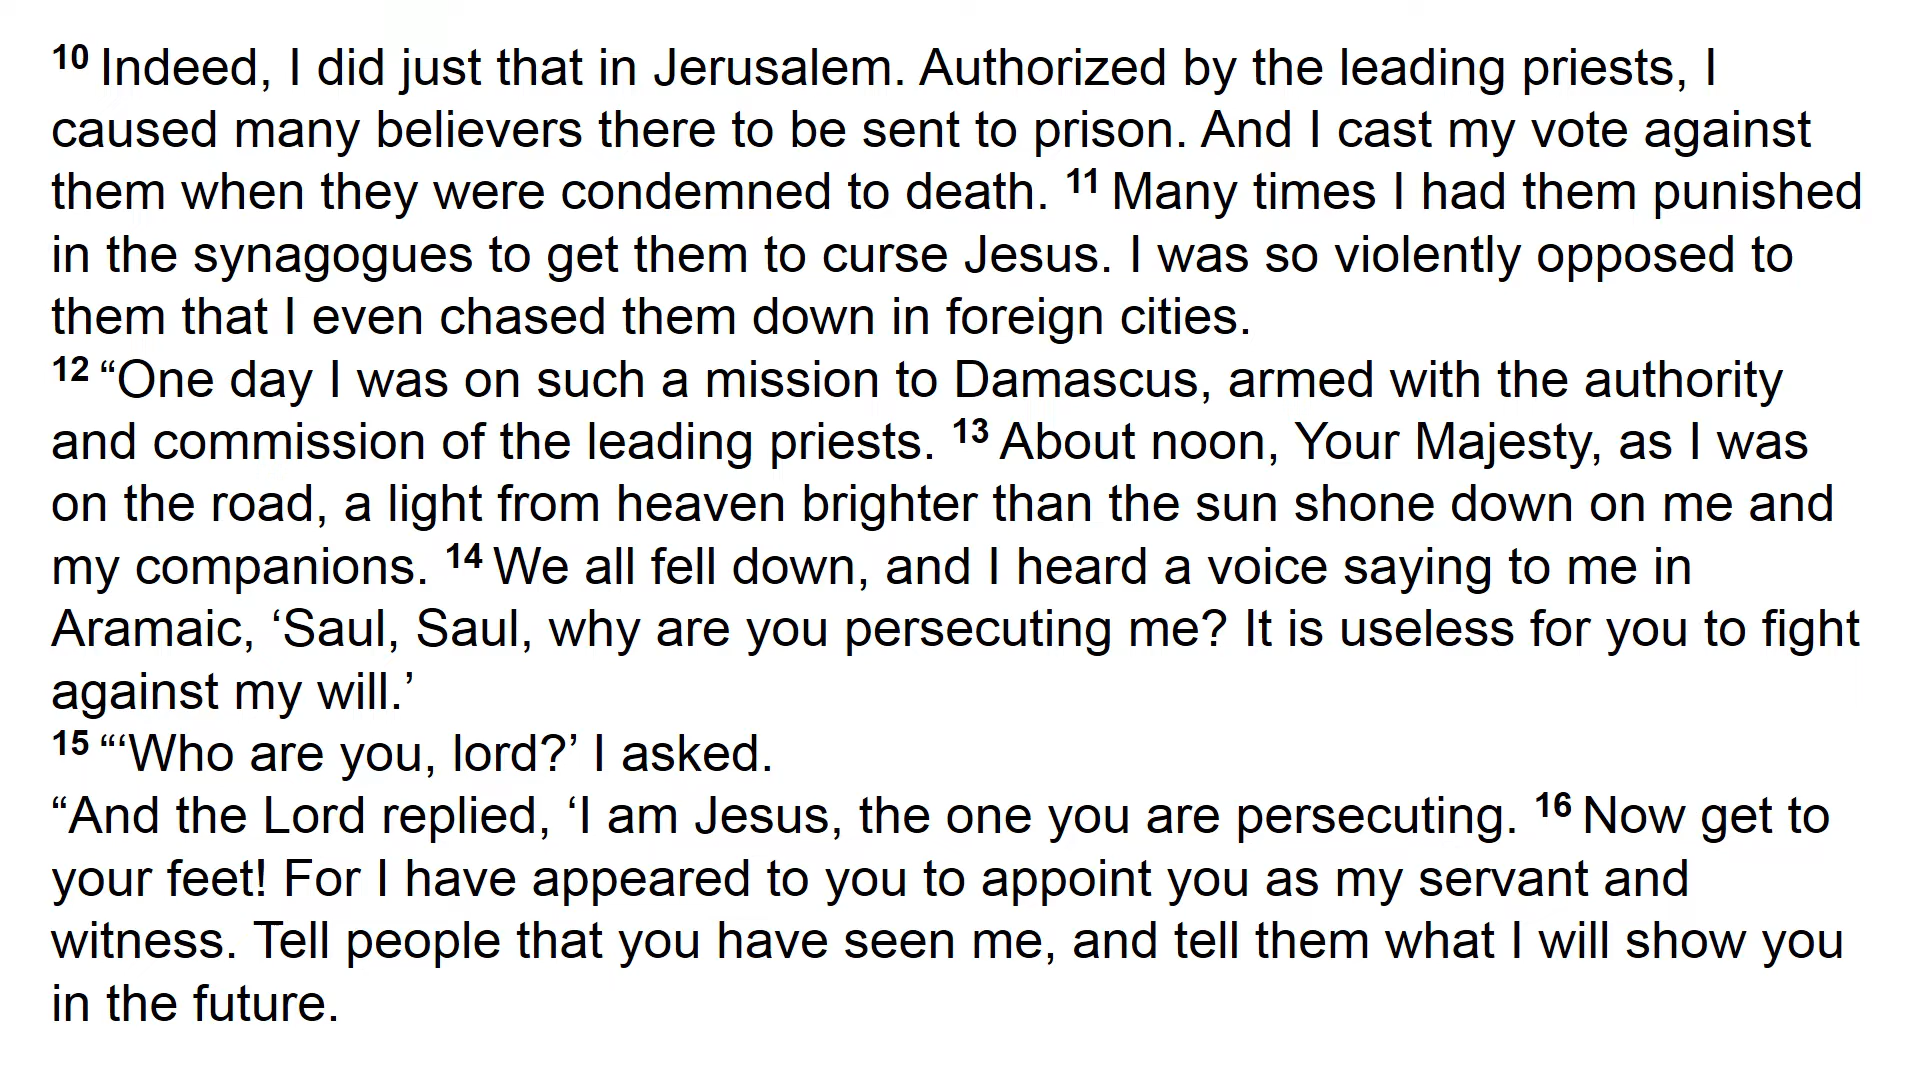 10 Indeed, I did just that in Jerusalem. Authorized by the leading priests, I
caused many believers there to be sent to prison. And I cast my vote against
them when they were condemned to death. 11 Many times I had them punished
in the synagogues to get them to curse Jesus. I was so violently opposed to
them that I even chased them down in foreign cities.
12 “One day I was on such a mission to Damascus, armed with the authority
and commission of the leading priests. 13 About noon, Your Majesty, as I was
on the road, a light from heaven brighter than the sun shone down on me and
my companions. 14 We all fell down, and I heard a voice saying to me in
Aramaic, ‘Saul, Saul, why are you persecuting me? It is useless for you to fight
against my will.’
15 “‘Who are you, lord?’ I asked.
“And the Lord replied, ‘I am Jesus, the one you are persecuting. 16 Now get to
your feet! For I have appeared to you to appoint you as my servant and
witness. Tell people that you have seen me, and tell them what I will show you
in the future.